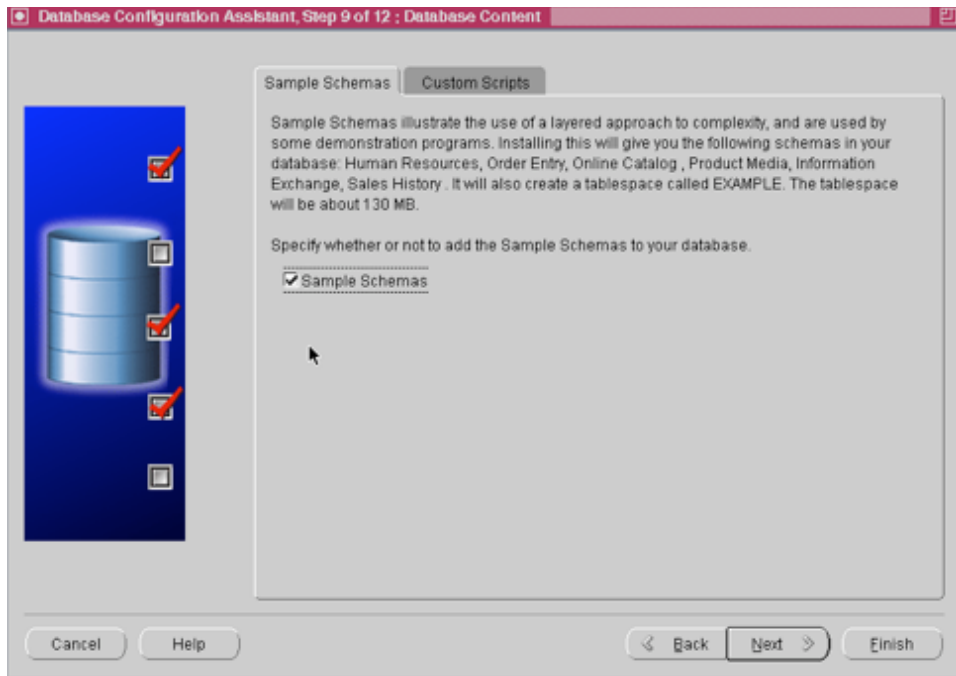 Database Configuration Assistant, Step 9 of 12 : Database Content
Sample Schemas
Custom Scripts
Sample Schemas illustrate the use of a layered approach to complexity, and are used by
some demonstration programs. Installing this will give you the following schemas in your
database: Human Resources, Order Entry, Online Catalog , Product Media, Information
Exchange, Sales History . It will also create a tablespace called EXAMPLE. The tablespace
will be about 130 MB.
Specify whether or not to add the Sample Schemas to your database.
Sample Schemas
Cancel
Help
Back
Next
Finish